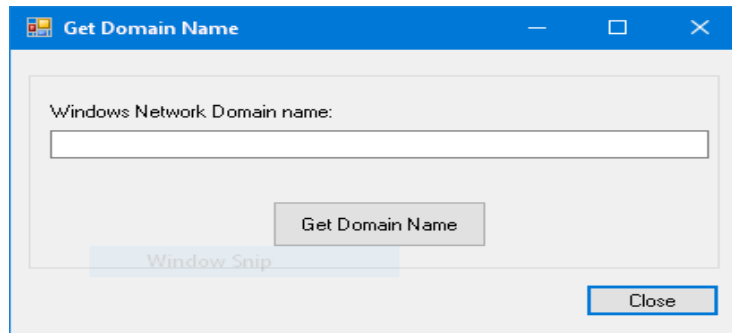 Get Domain Name
Windows Network Domain name:
Get Domain Name
Window Snip
Close